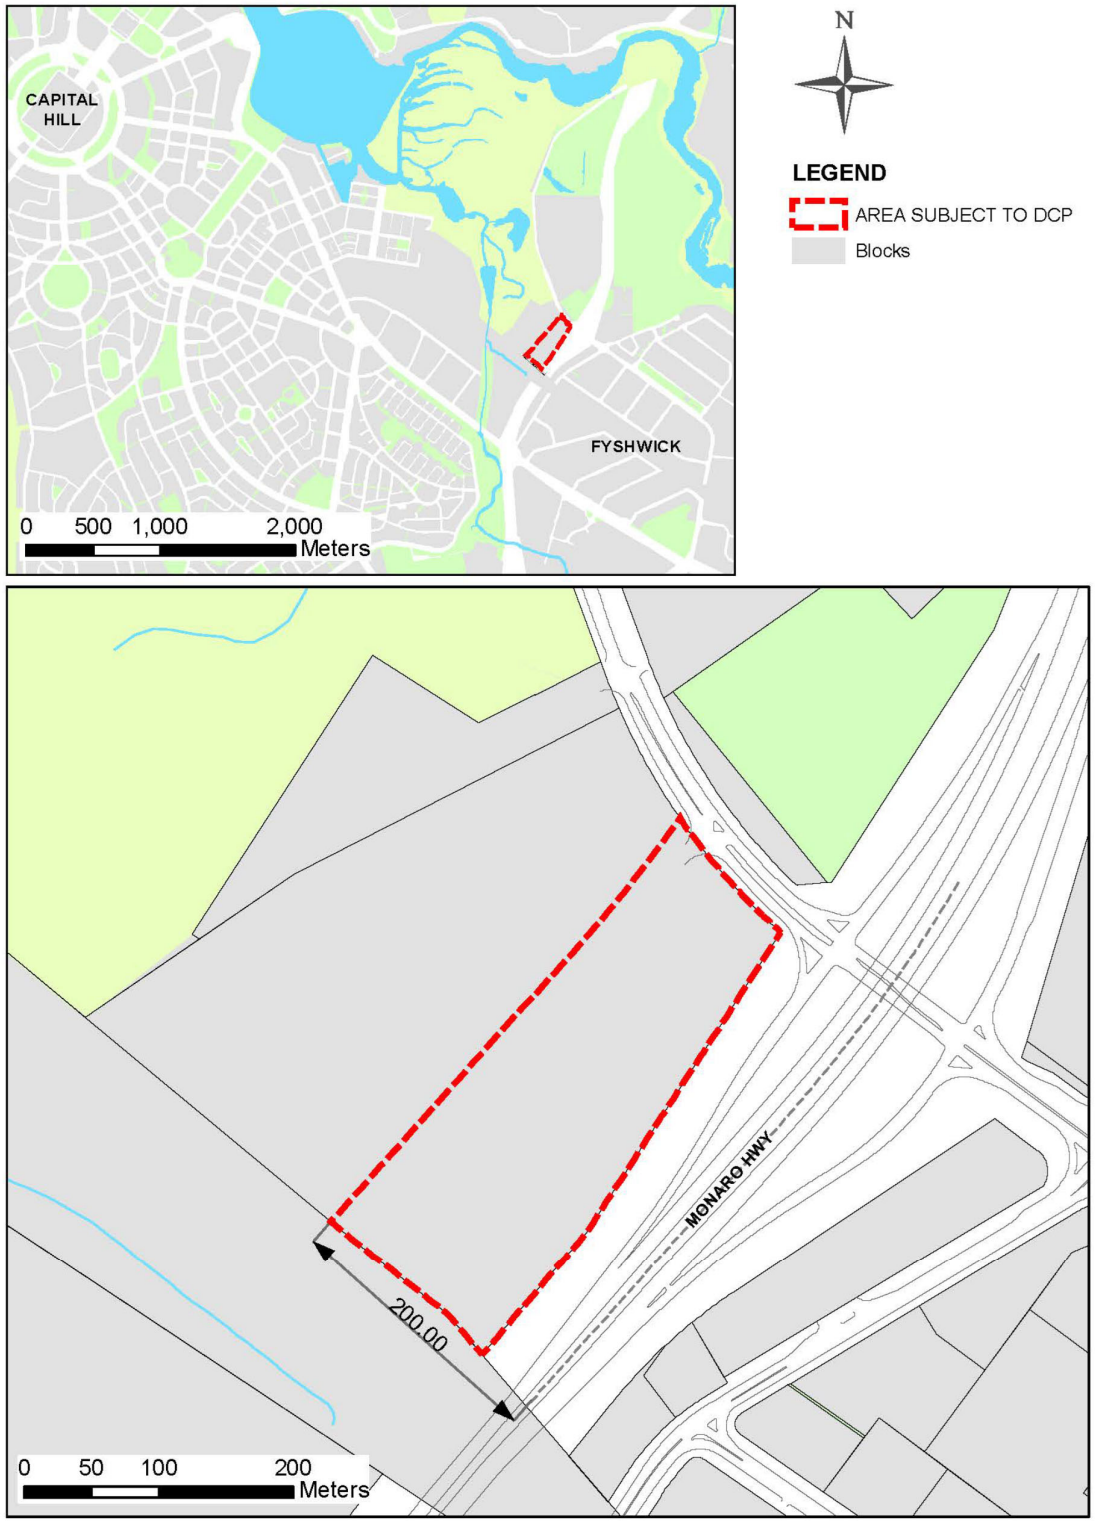 CAPITAL
HILL
FYSHWICK
0 500 1,000 2,000
Meters
N
LEGEND
AREA SUBJECT TO DCP
Blocks
MONARO HWY
200.00
0 50 100 200
Meters